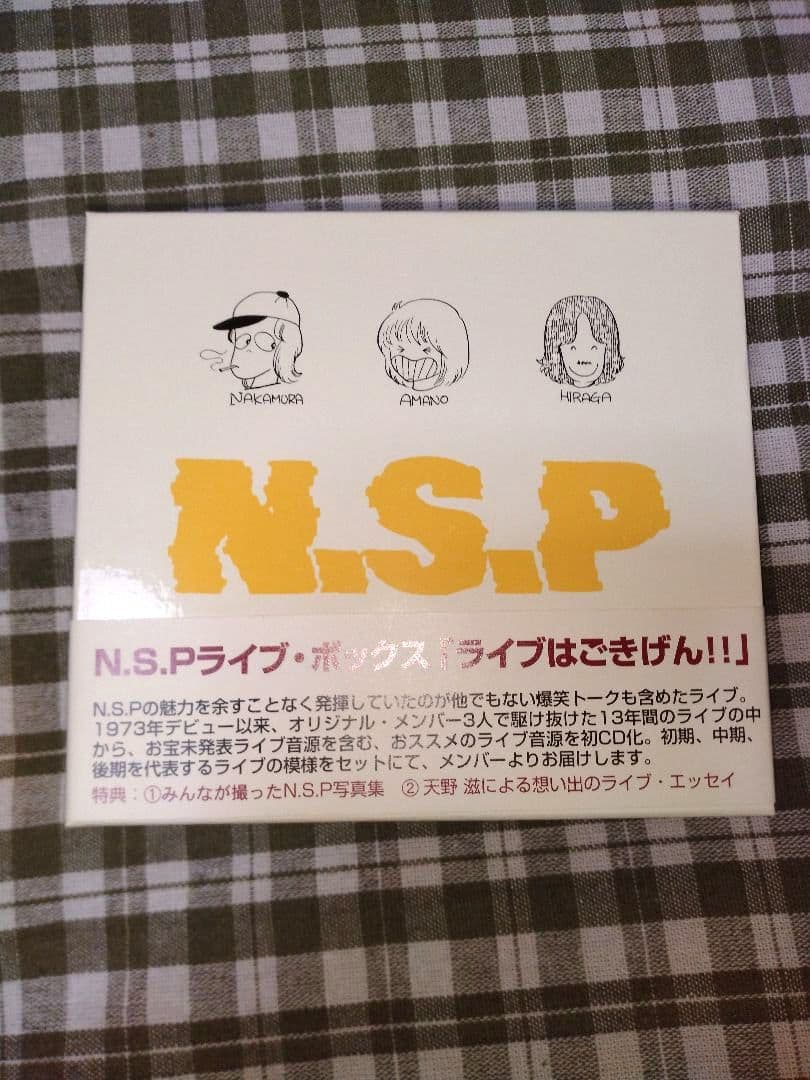 NAKAMURA AMANO HIRAGA
N.S.P
N.S.Pライブ・ボックス「ライブはごきげん!!」
N.S.Pの魅力を余すことなく発揮していたのが他でもない爆笑トークも含めたライブ。
1973年デビュー以来、オリジナル・メンバー3人で駆け抜けた13年間のライブの中
から、お宝未発表ライブ音源を含む、おススメのライブ音源を初CD化。初期、中期、
後期を代表するライブの模様をセットにて、メンバーよりお届けします。
特典：①みんなが撮ったN.S.P写真集 ②天野 滋による想い出のライブ・エッセイ